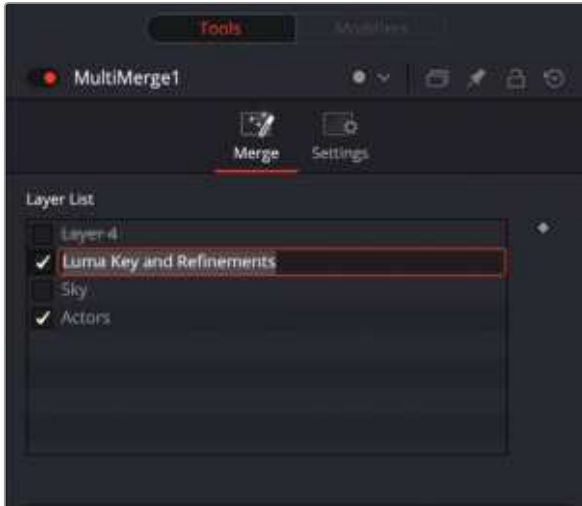 Tools Modifiers
MultiMerge1
Merge Settings
Layer List
Layer 4
Luma Key and Refinements
Sky
Actors